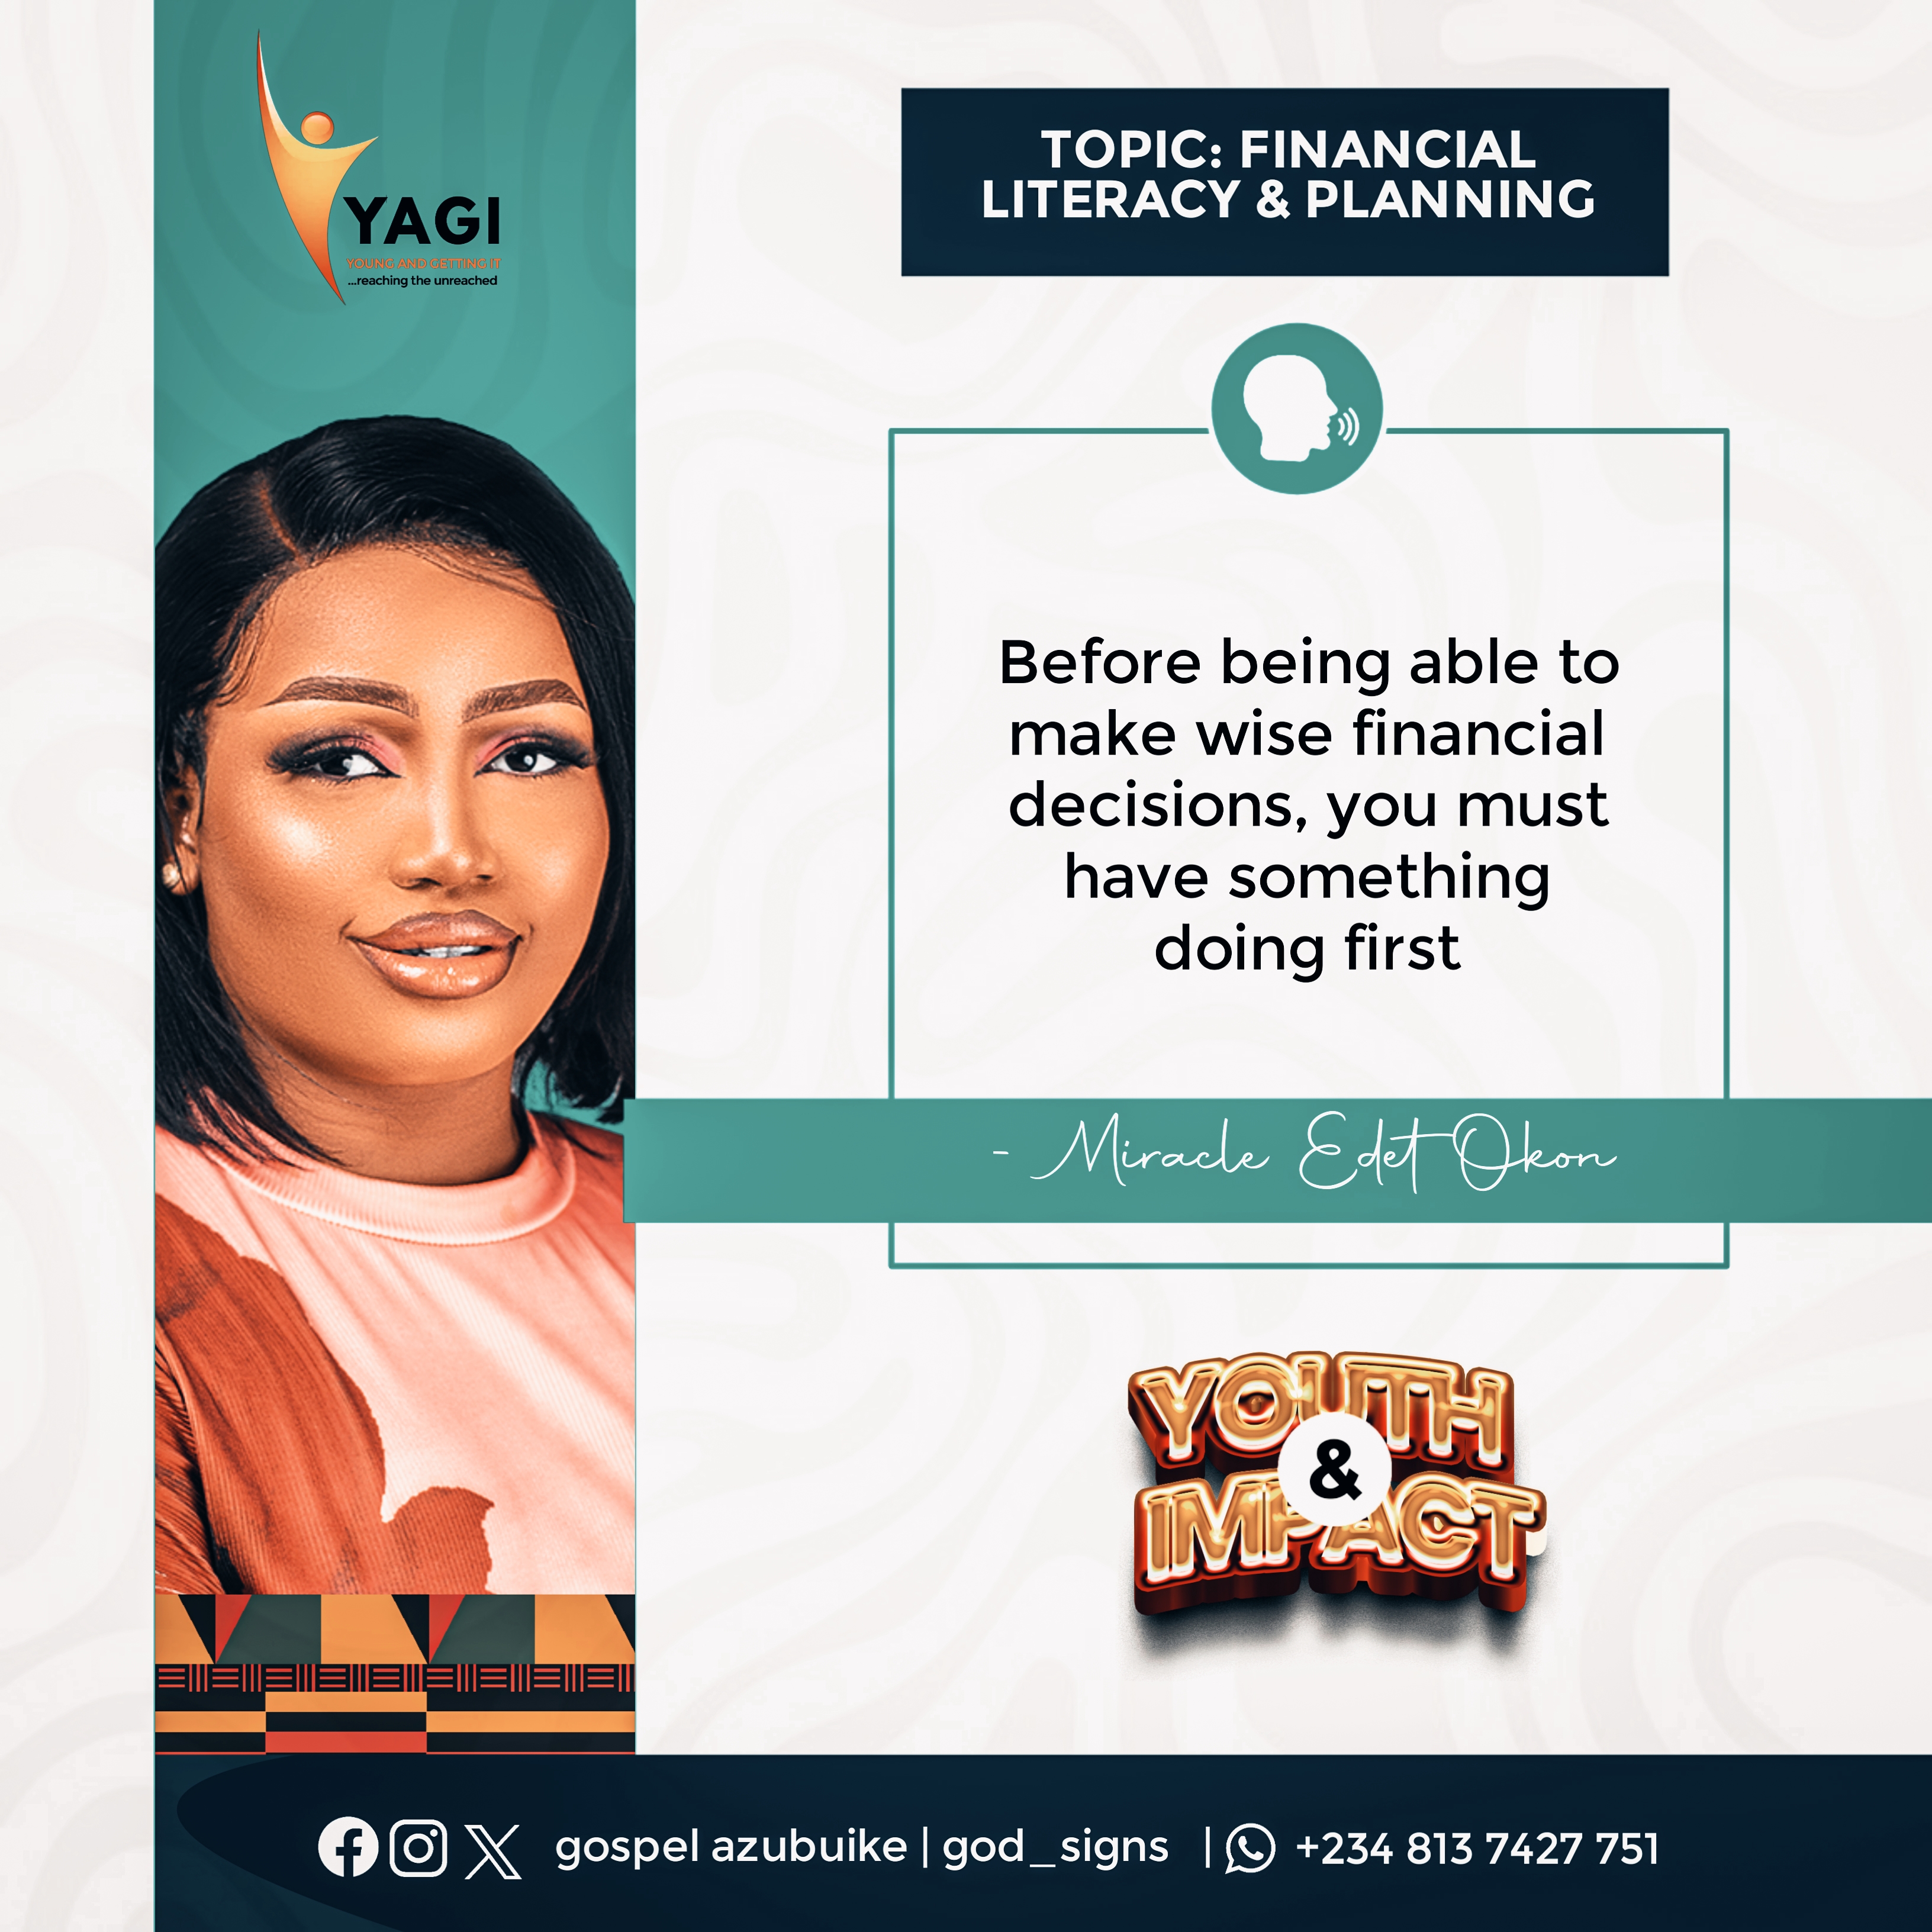 YAGI
YOUNG AND GETTING IT
...reaching the unreached
TOPIC: FINANCIAL
LITERACY & PLANNING
Before being able to
make wise financial
decisions, you must
have something
doing first
- Miracle Edet Okon
YOUTH
&
IMPACT
gospel azubuike | god_signs | +234 813 7427 751